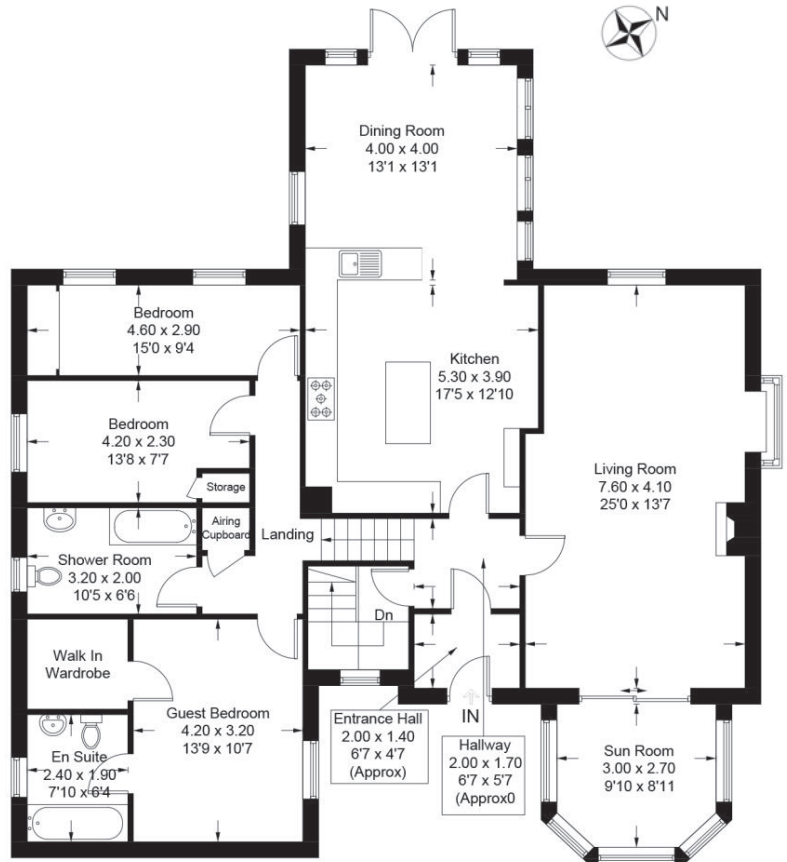 N
Dining Room
4.00 x 4.00
13'1 x 13'1
Bedroom
4.60 x 2.90
15'0 x 9'4
Kitchen
5.30 x 3.90
17'5 x 12'10
Bedroom
4.20 x 2.30
13'8 x 7'7
Living Room
7.60 x 4.10
25'0 x 13'7
Storage
Airing
Cupboard
Landing
Shower Room
3.20 x 2.00
10'5 x 6'6
Dn
Walk In
Wardrobe
Guest Bedroom
4.20 x 3.20
13'9 x 10'7
En Suite
2.40 x 1.90
7'10 x 6'4
Entrance Hall
2.00 x 1.40
6'7 x 4'7
(Approx)
IN
Hallway
2.00 x 1.70
6'7 x 5'7
(Approx0
Sun Room
3.00 x 2.70
9'10 x 8'11